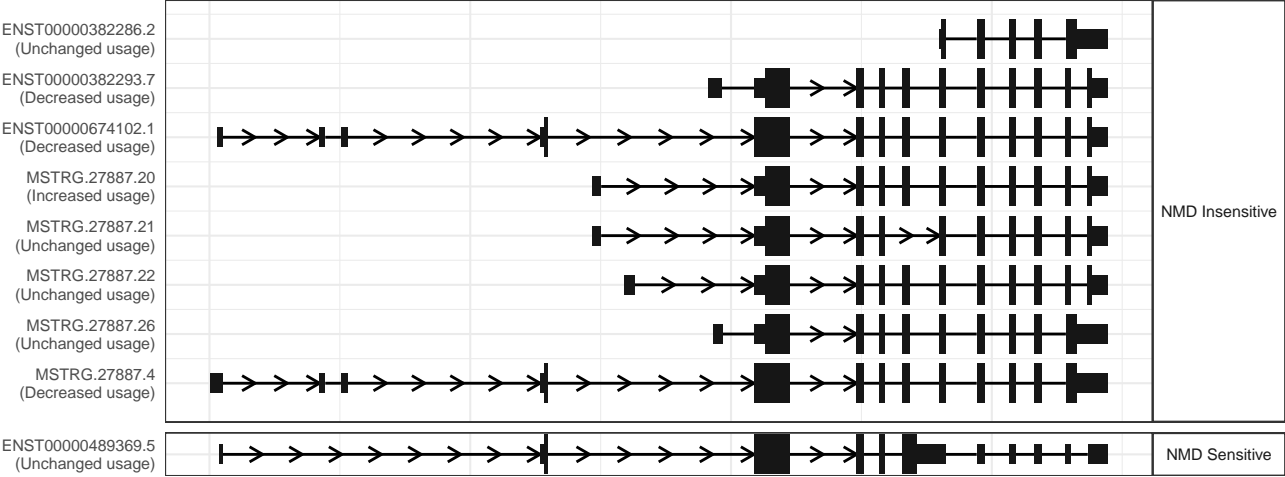 ENST00000382286.2
(Unchanged usage)
ENST00000382293.7
(Decreased usage)
ENST00000674102.1
(Decreased usage)
MSTRG.27887.20
(Increased usage)
MSTRG.27887.21
(Unchanged usage)
MSTRG.27887.22
(Unchanged usage)
MSTRG.27887.26
(Unchanged usage)
MSTRG.27887.4
(Decreased usage)
NMD Insensitive
ENST00000489369.5
(Unchanged usage)
NMD Sensitive